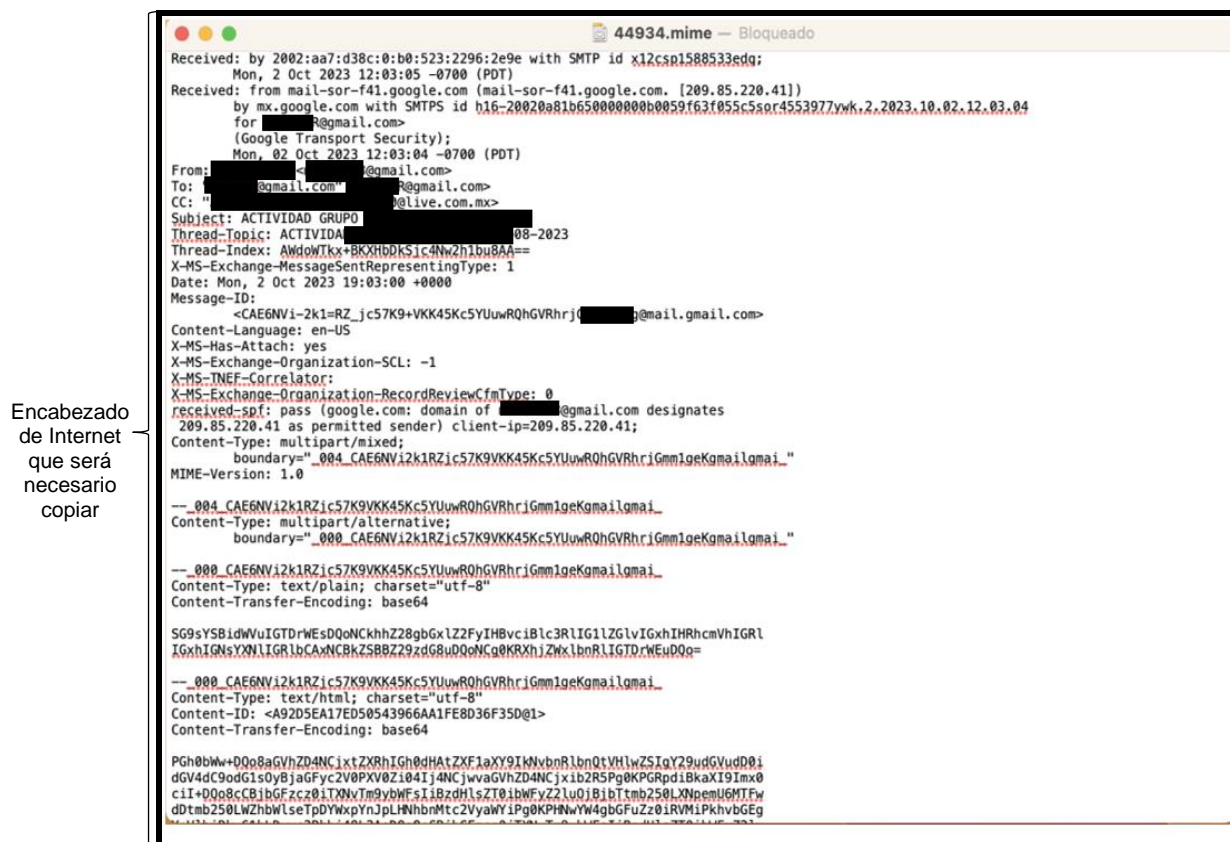 44934.mime — Bloqueado
Received: by 2002:aa7:d38c:0:b0:523:2296:2e9e with SMTP id x12csp1588533edq;
Mon, 2 Oct 2023 12:03:05 -0700 (PDT)
Received: from mail-sor-f41.google.com (mail-sor-f41.google.com. [209.85.220.41])
by mx.google.com with SMTPS id h16-20020a81b650000000b0059f63f055c5sor4553977ywk.2.2023.10.02.12.03.04
for R@gmail.com>
(Google Transport Security);
Mon, 02 Oct 2023 12:03:04 -0700 (PDT)
From: @gmail.com>
To: " @gmail.com" R@gmail.com>
CC: " @live.com.mx>
Subject: ACTIVIDAD GRUPO
Thread-Topic: ACTIVIDA 08-2023
Thread-Index: AWdoWTkx+BKXHbDkSjc4Nw2h1bu8AA==
X-MS-Exchange-MessageSentRepresentingType: 1
Date: Mon, 2 Oct 2023 19:03:00 +0000
Message-ID:
<CAE6NVi-2k1=RZ_jc57K9+VKK45Kc5YUuwRQhGVRhrj g@mail.gmail.com>
Content-Language: en-US
X-MS-Has-Attach: yes
X-MS-Exchange-Organization-SCL: -1
X-MS-TNEF-Correlator:
X-MS-Exchange-Organization-RecordReviewCfmType: 0
received-spf: pass (google.com: domain of @gmail.com designates
209.85.220.41 as permitted sender) client-ip=209.85.220.41;
Content-Type: multipart/mixed;
boundary="_004_CAE6NVi2k1RZjc57K9VKK45Kc5YUuwRQhGVRhrjGmm1geKgmailgmai_"
MIME-Version: 1.0
--_004_CAE6NVi2k1RZjc57K9VKK45Kc5YUuwRQhGVRhrjGmm1geKgmailgmai_
Content-Type: multipart/alternative;
boundary="_000_CAE6NVi2k1RZjc57K9VKK45Kc5YUuwRQhGVRhrjGmm1geKgmailgmai_"
--_000_CAE6NVi2k1RZjc57K9VKK45Kc5YUuwRQhGVRhrjGmm1geKgmailgmai_
Content-Type: text/plain; charset="utf-8"
Content-Transfer-Encoding: base64
SG9sYSBidWVuIGTDrWEsDQoNCkhhZ28gbGxlZ2FyIHBvciBlc3RlIG1lZGlvIGxhIHRhcmVhIGRl
IGxhIGNsYXNlIGRlbCAxNCBkZSBBZ29zdG8uDQoNCg0KRXhjZWxlbnRlIGTDrWEuDQo=
--_000_CAE6NVi2k1RZjc57K9VKK45Kc5YUuwRQhGVRhrjGmm1geKgmailgmai_
Content-Type: text/html; charset="utf-8"
Content-ID: <A92D5EA17ED50543966AA1FE8D36F35D@1>
Content-Transfer-Encoding: base64
PGh0bWw+DQo8aGVhZD4NCjxtZXRhIGh0dHAtZXF1aXY9IkNvbnRlbnQtVHlwZSIgY29udGVudD0i
dGV4dC9odG1sOyBjaGFyc2V0PXV0Zi04Ij4NCjwvaGVhZD4NCjxib2R5Pg0KPGRpdiBkaXI9Imx0
ciI+DQo8cCBjbGFzcz0iTXNvTm9ybWFsIiBzdHlsZT0ibWFyZ2luOjBjbTtmb250LXNpemU6MTFw
dDtmb250LWZhbWlseTpDYWxpYnJpLHNhbnMtc2VyaWYiPg0KPHNwYW4gbGFuZz0iRVMiPkhvbGEg
Encabezado
de Internet
que será
necesario
copiar